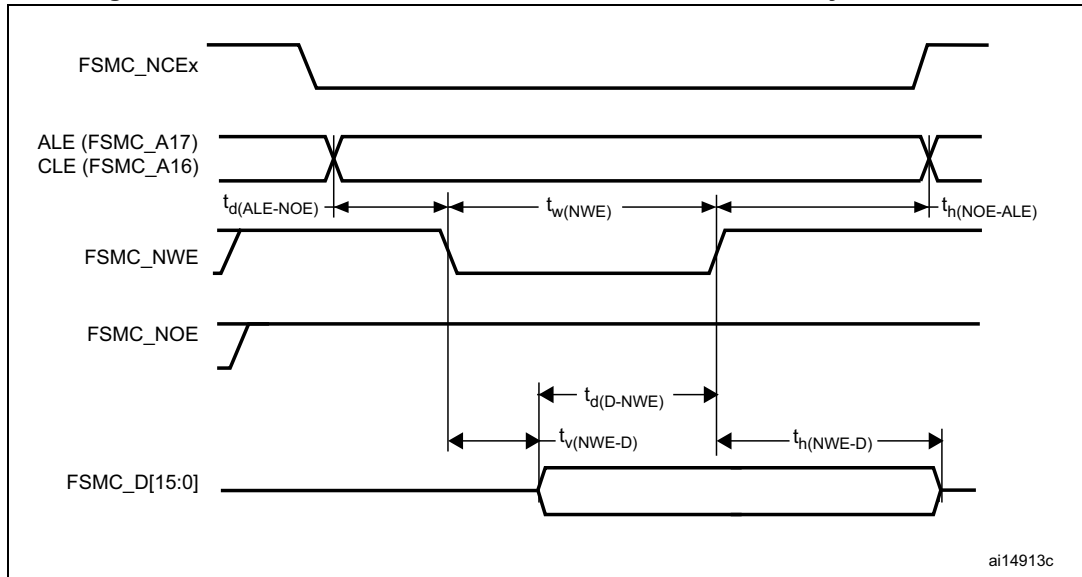 FSMC_NCEx
ALE (FSMC_A17)
CLE (FSMC_A16)
td(ALE-NOE)
tw(NWE)
th(NOE-ALE)
FSMC_NWE
FSMC_NOE
td(D-NWE)
tv(NWE-D)
th(NWE-D)
FSMC_D[15:0]
ai14913c